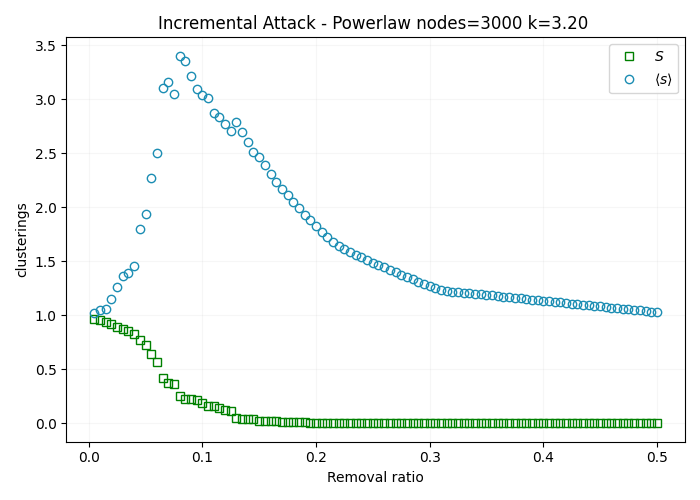 Incremental Attack - Powerlaw nodes=3000 k=3.20
clusterings
3.5
3.0
2.5
2.0
1.5
1.0
0.5
0.0
S
⟨s⟩
0.0 0.1 0.2 0.3 0.4 0.5
Removal ratio